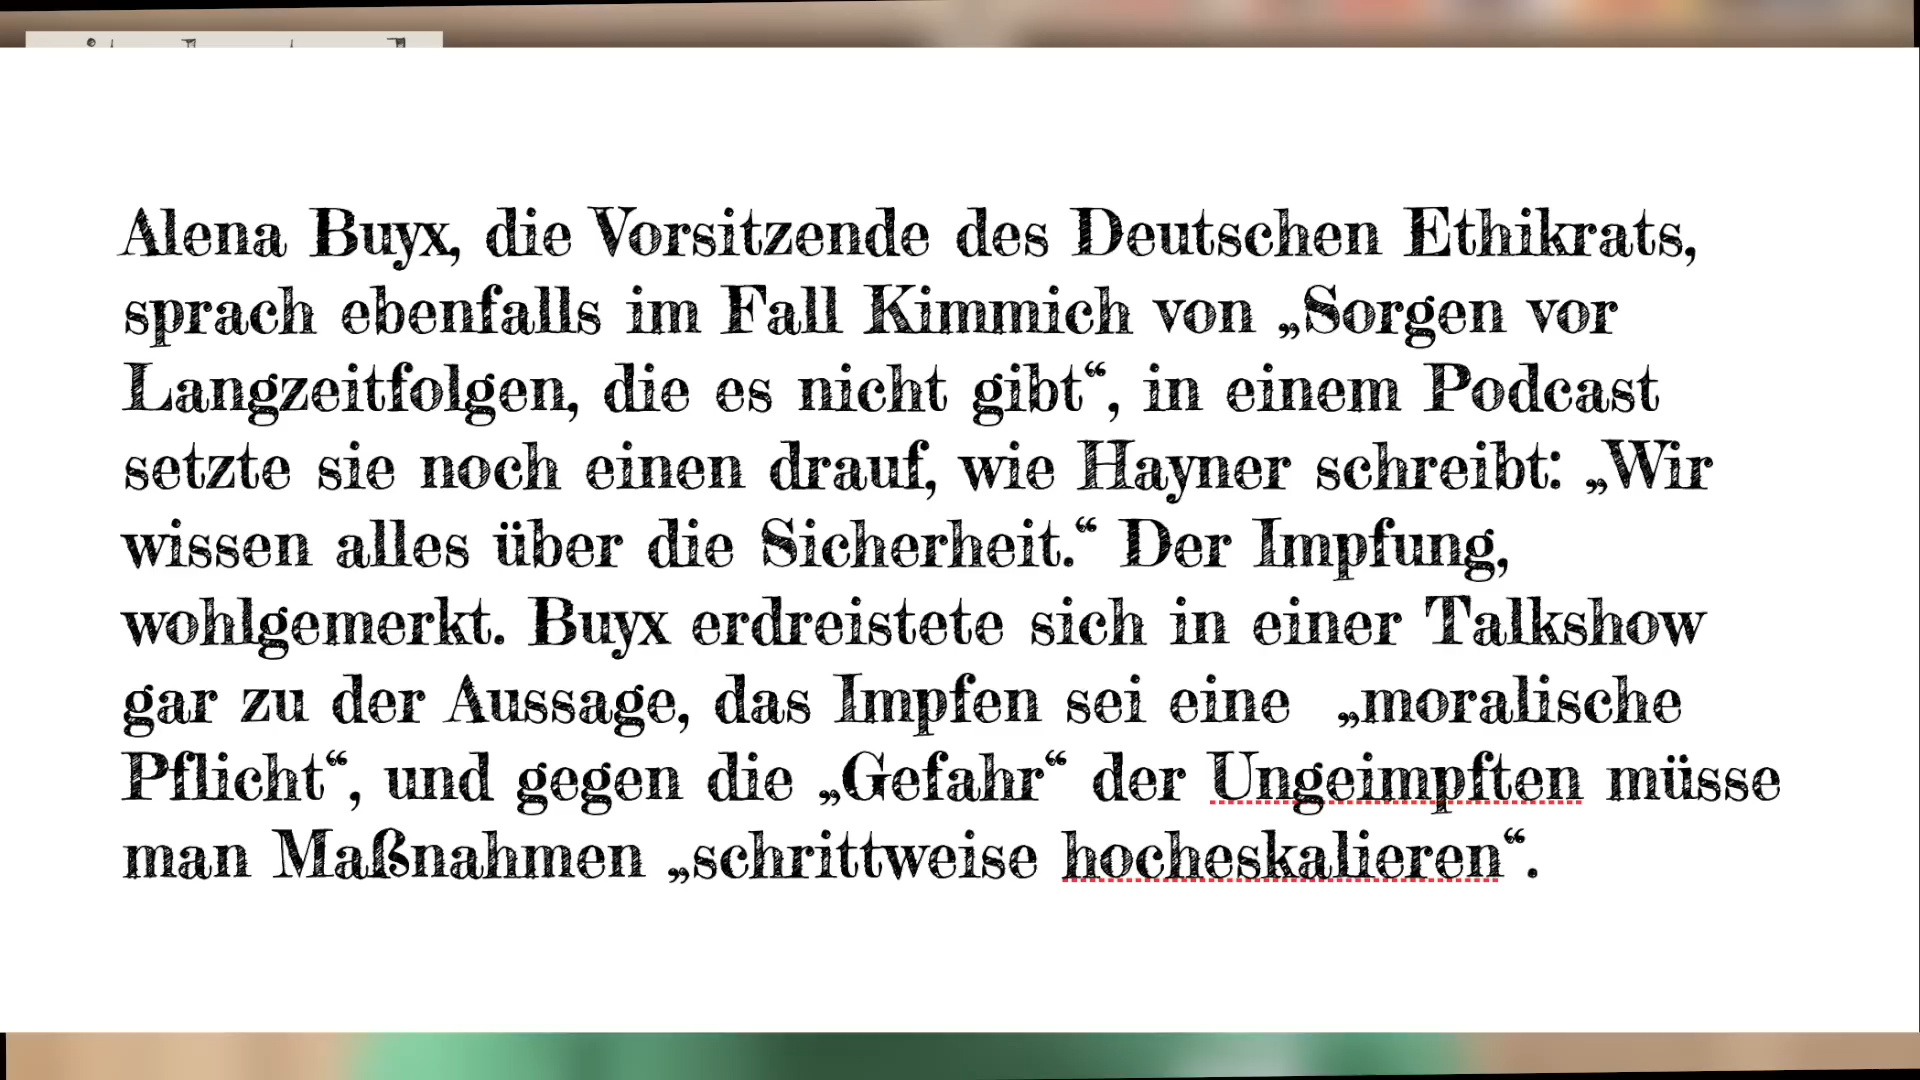 Alena Buyx, die Vorsitzende des Deutschen Ethikrats,
sprach ebenfalls im Fall Kimmich von „Sorgen vor
Langzeitfolgen, die es nicht gibt“, in einem Podcast
setzte sie noch einen drauf, wie Hayner schreibt: „Wir
wissen alles über die Sicherheit.“ Der Impfung,
wohlgemerkt. Buyx erdreistete sich in einer Talkshow
gar zu der Aussage, das Impfen sei eine  „moralische
Pflicht“, und gegen die „Gefahr“ der Ungeimpften müsse
man Maßnahmen „schrittweise hocheskalieren“.